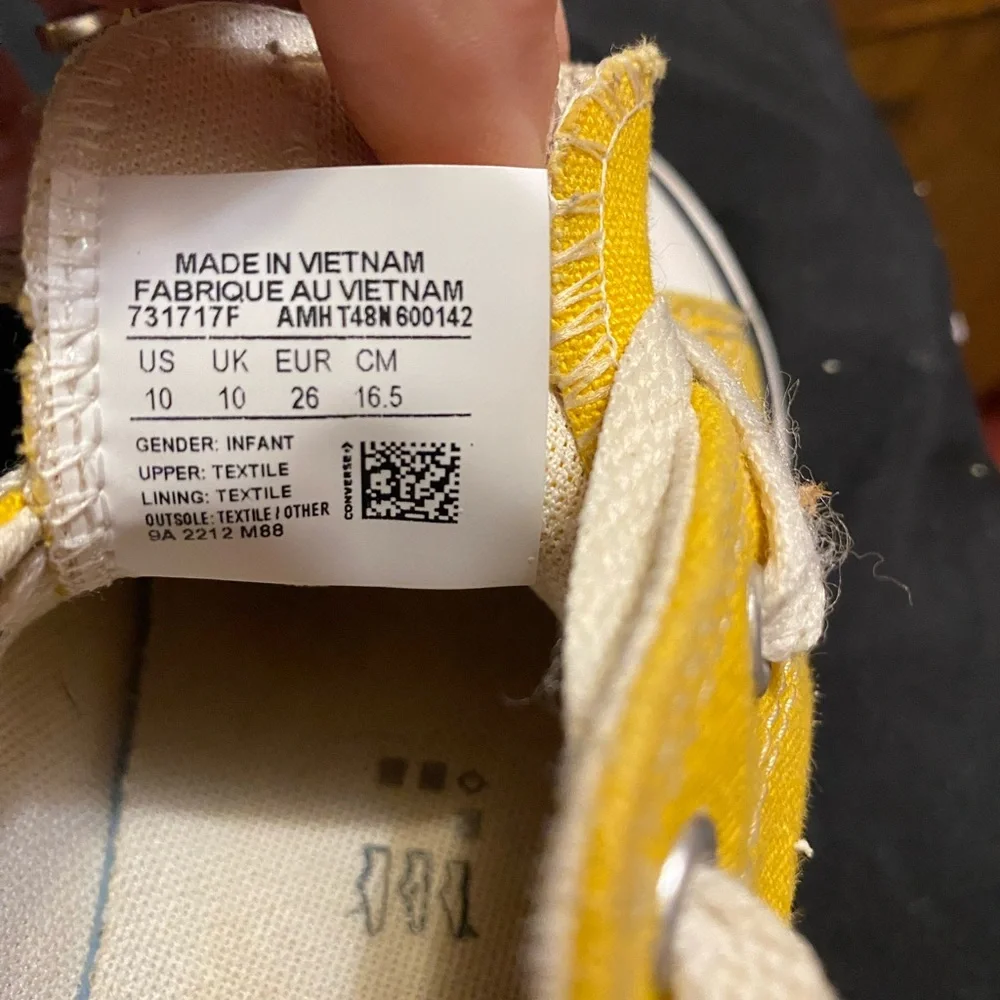 MADE IN VIETNAM
FABRIQUE AU VIETNAM
731717F AMH T48N 600142
US UK EUR CM
10 10 26 16.5
GENDER: INFANT
UPPER: TEXTILE
LINING: TEXTILE
OUTSOLE: TEXTILE / OTHER
9A 2212 M88
CONVERSE